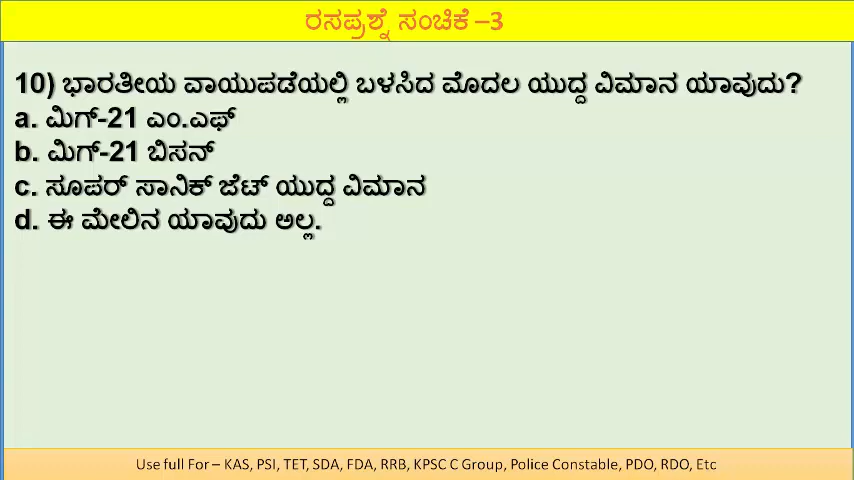 ರಸಪ್ರಶ್ನೆ ಸಂಚಿಕೆ –3
10) ಭಾರತೀಯ ವಾಯುಪಡೆಯಲ್ಲಿ ಬಳಸಿದ ಮೊದಲ ಯುದ್ಧ ವಿಮಾನ ಯಾವುದು?
a. ಮಿಗ್-21 ಎಂ.ಎಫ್
b. ಮಿಗ್-21 ಬಿಸನ್
c. ಸೂಪರ್ ಸಾನಿಕ್ ಜೆಟ್ ಯುದ್ಧ ವಿಮಾನ
d. ಈ ಮೇಲಿನ ಯಾವುದು ಅಲ್ಲ.
Use full For – KAS, PSI, TET, SDA, FDA, RRB, KPSC C Group, Police Constable, PDO, RDO, Etc